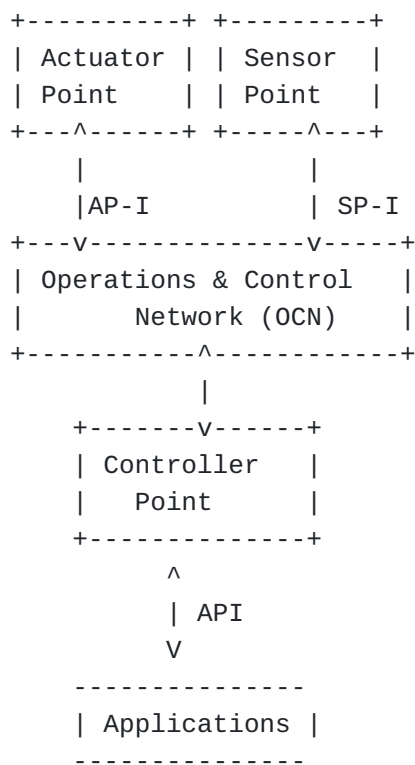 +----------+ +---------+
| Actuator | | Sensor  |
| Point    | | Point   |
+---^------+ +-----^---+
    |              |
    |AP-I          | SP-I
+---v--------------v-----+
| Operations & Control   |
|       Network (OCN)    |
+-----------^------------+
            |
    +-------v------+
    | Controller   |
    |   Point      |
    +--------------+
          ^
          | API
          V
    ---------------
    | Applications |
    ---------------